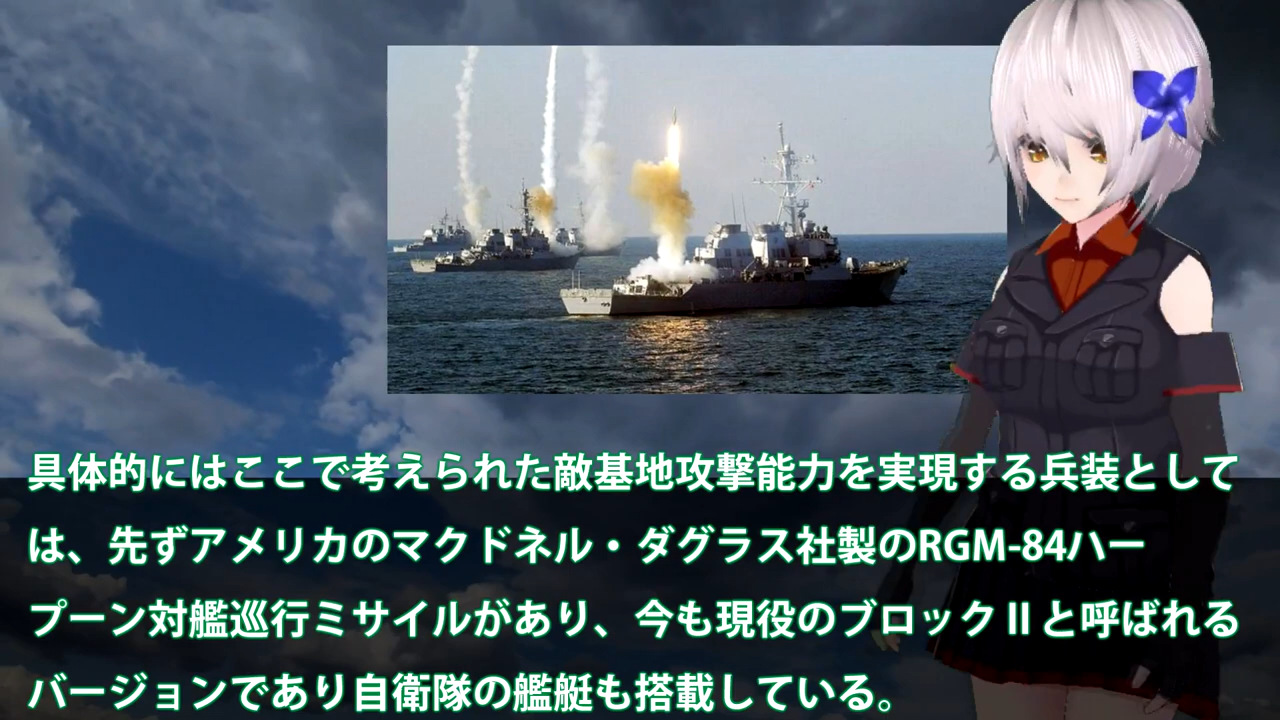 具体的にはここで考えられた敵基地攻撃能力を実現する兵装として
は、先ずアメリカのマクドネル・ダグラス社製のRGM-84ハー
プーン対艦巡行ミサイルがあり、今も現役のブロックⅡと呼ばれる
バージョンであり自衛隊の艦艇も搭載している。